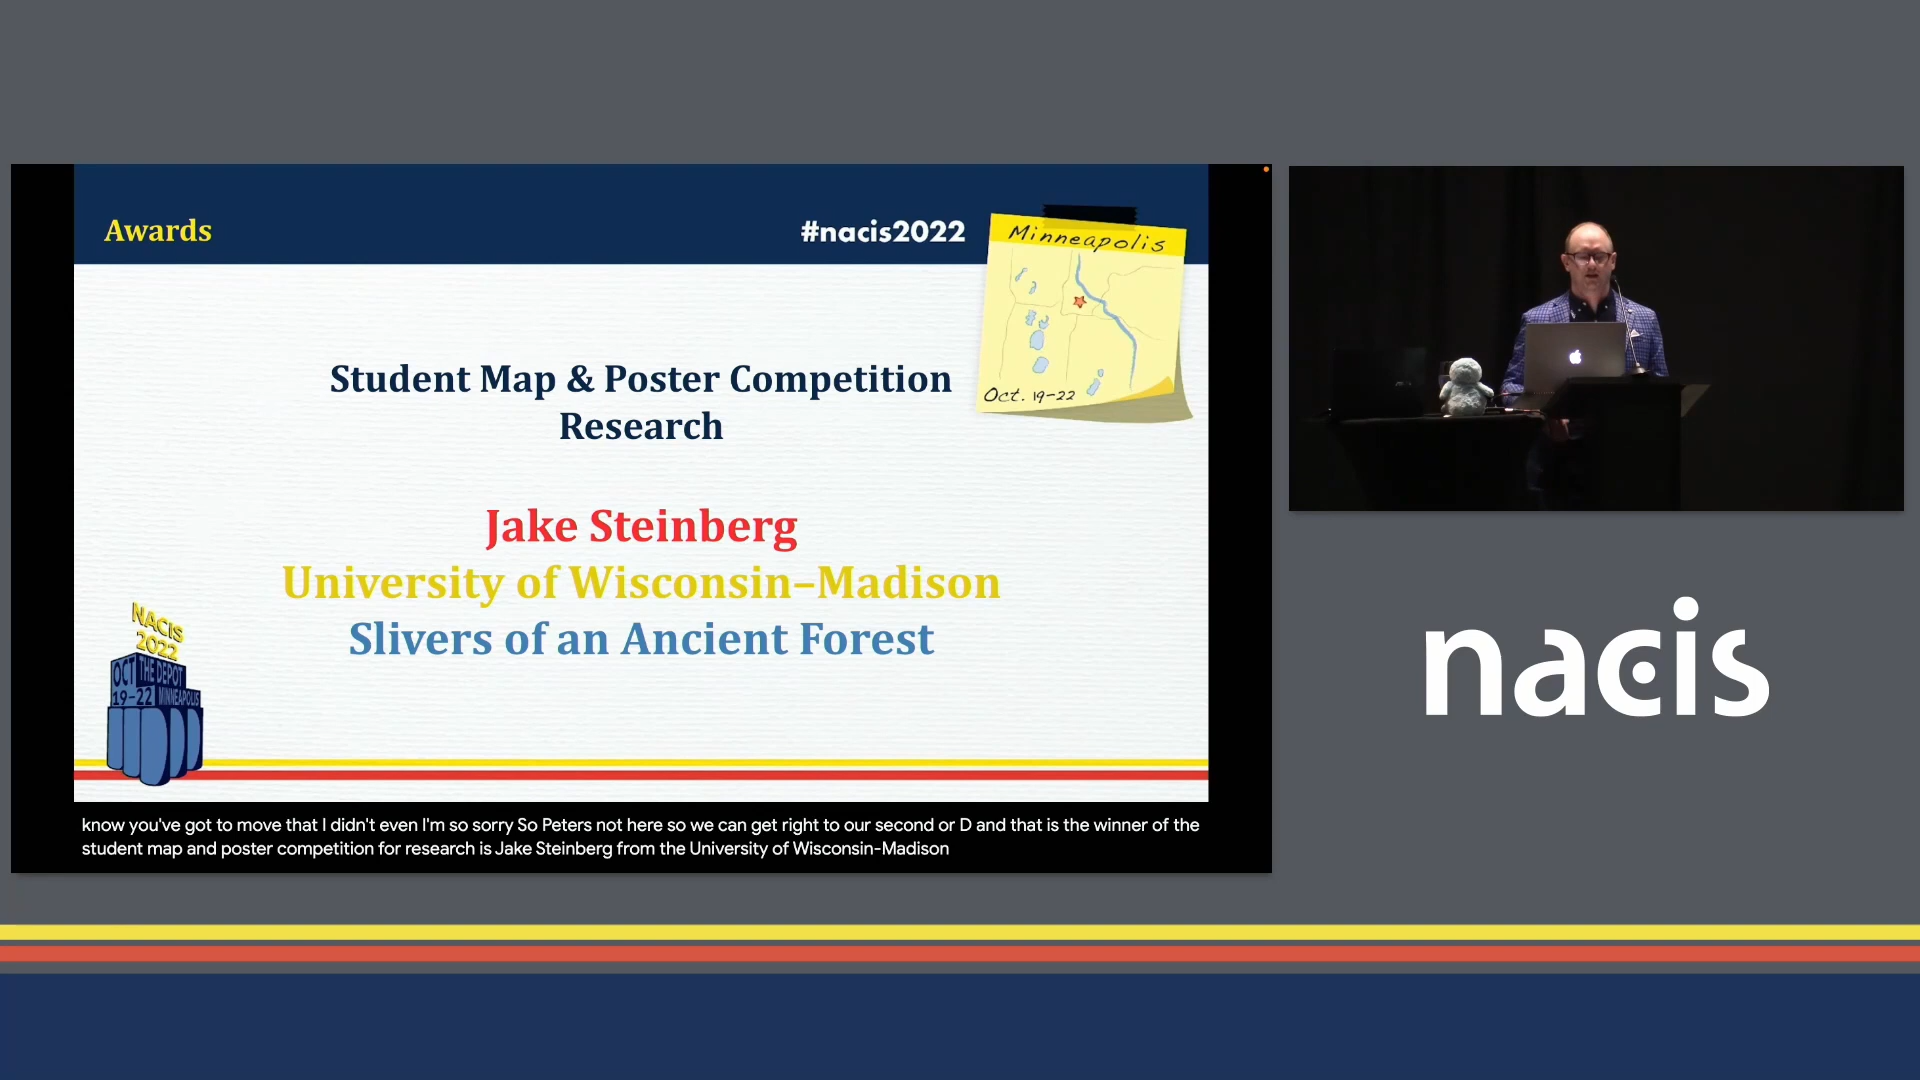 Awards
#nacis2022
Minneapolis
Oct. 19-22
Student Map & Poster Competition
Research
Jake Steinberg
University of Wisconsin–Madison
Slivers of an Ancient Forest
NACIS
2022
OCT
19-22
THE DEPOT
MINNEAPOLIS
know you've got to move that I didn't even I'm so sorry So Peters not here so we can get right to our second or D and that is the winner of the
student map and poster competition for research is Jake Steinberg from the University of Wisconsin-Madison
nacis